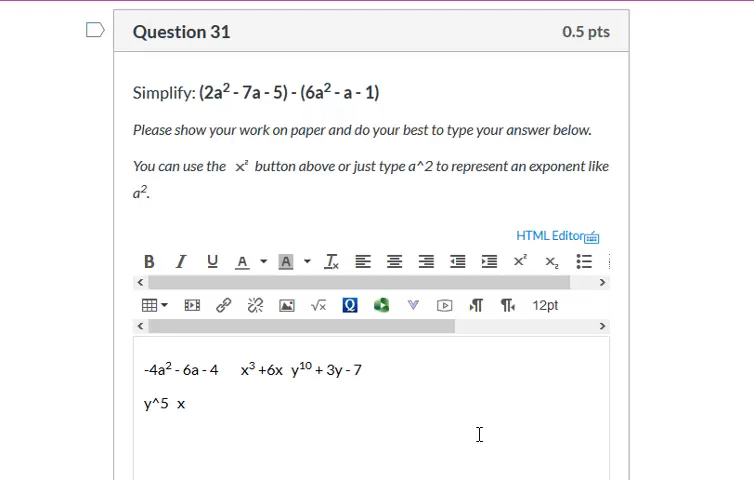 Question 31 0.5 pts
Simplify: (2a² - 7a - 5) - (6a² - a - 1)
Please show your work on paper and do your best to type your answer below.
You can use the x² button above or just type a^2 to represent an exponent like
a².
HTML Editor
B I U A A Tx x² x₂
√x Q V ¶ ¶ 12pt
-4a² - 6a - 4 x³ +6x y¹⁰ + 3y - 7
y^5 x